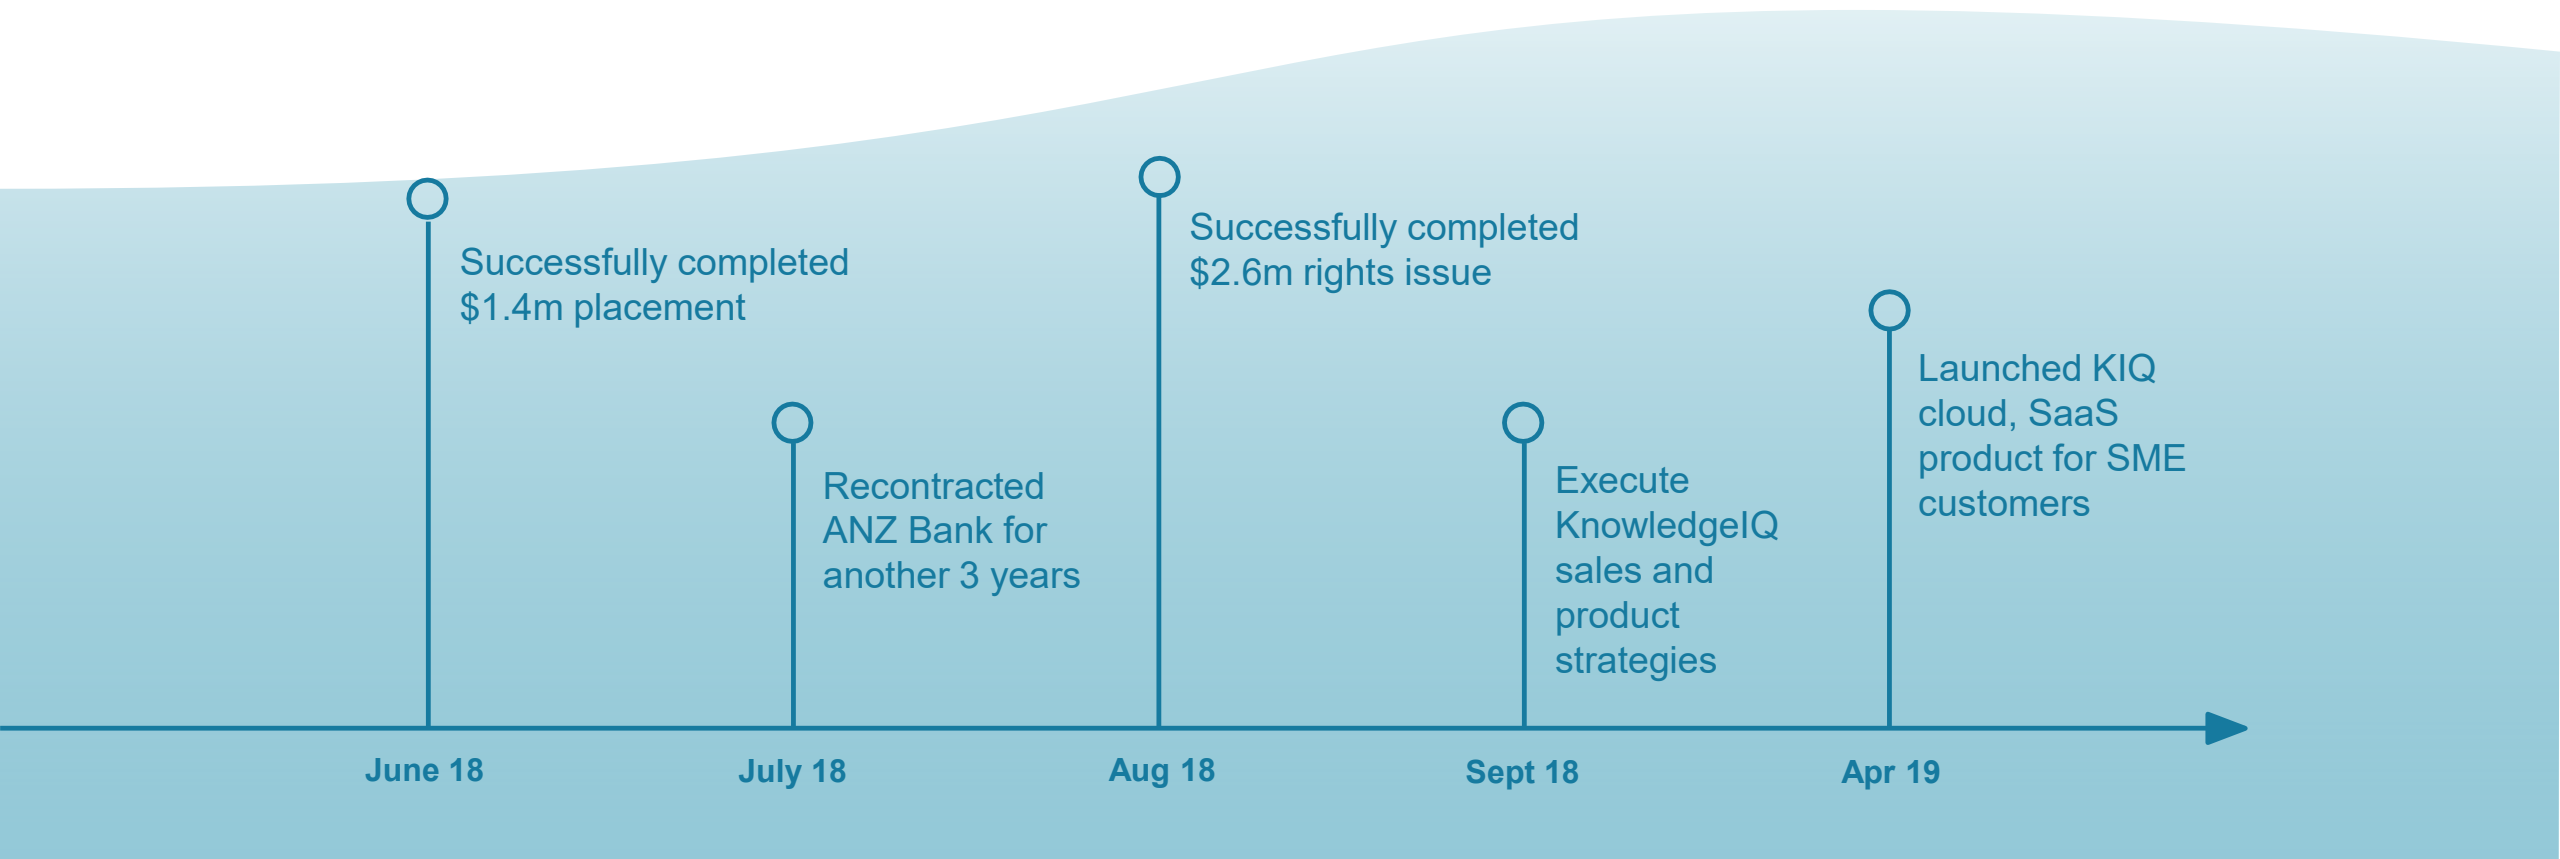 Successfully completed
$1.4m placement
Recontracted
ANZ Bank for
another 3 years
Successfully completed
$2.6m rights issue
Execute
KnowledgeIQ
sales and
product
strategies
Launched KIQ
cloud, SaaS
product for SME
customers
June 18
July 18
Aug 18
Sept 18
Apr 19